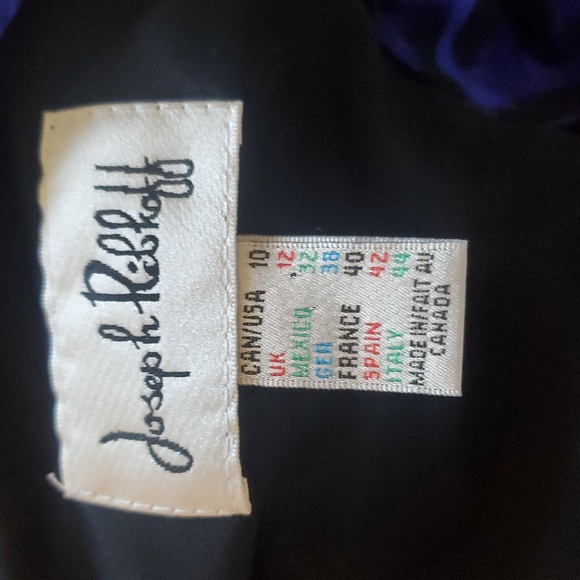 Joseph Ribkoff
CAN/USA 10
UK 12
MEXICO 32
GER 38
FRANCE 40
SPAIN 42
ITALY 44
MADE IN/FAIT AU
CANADA